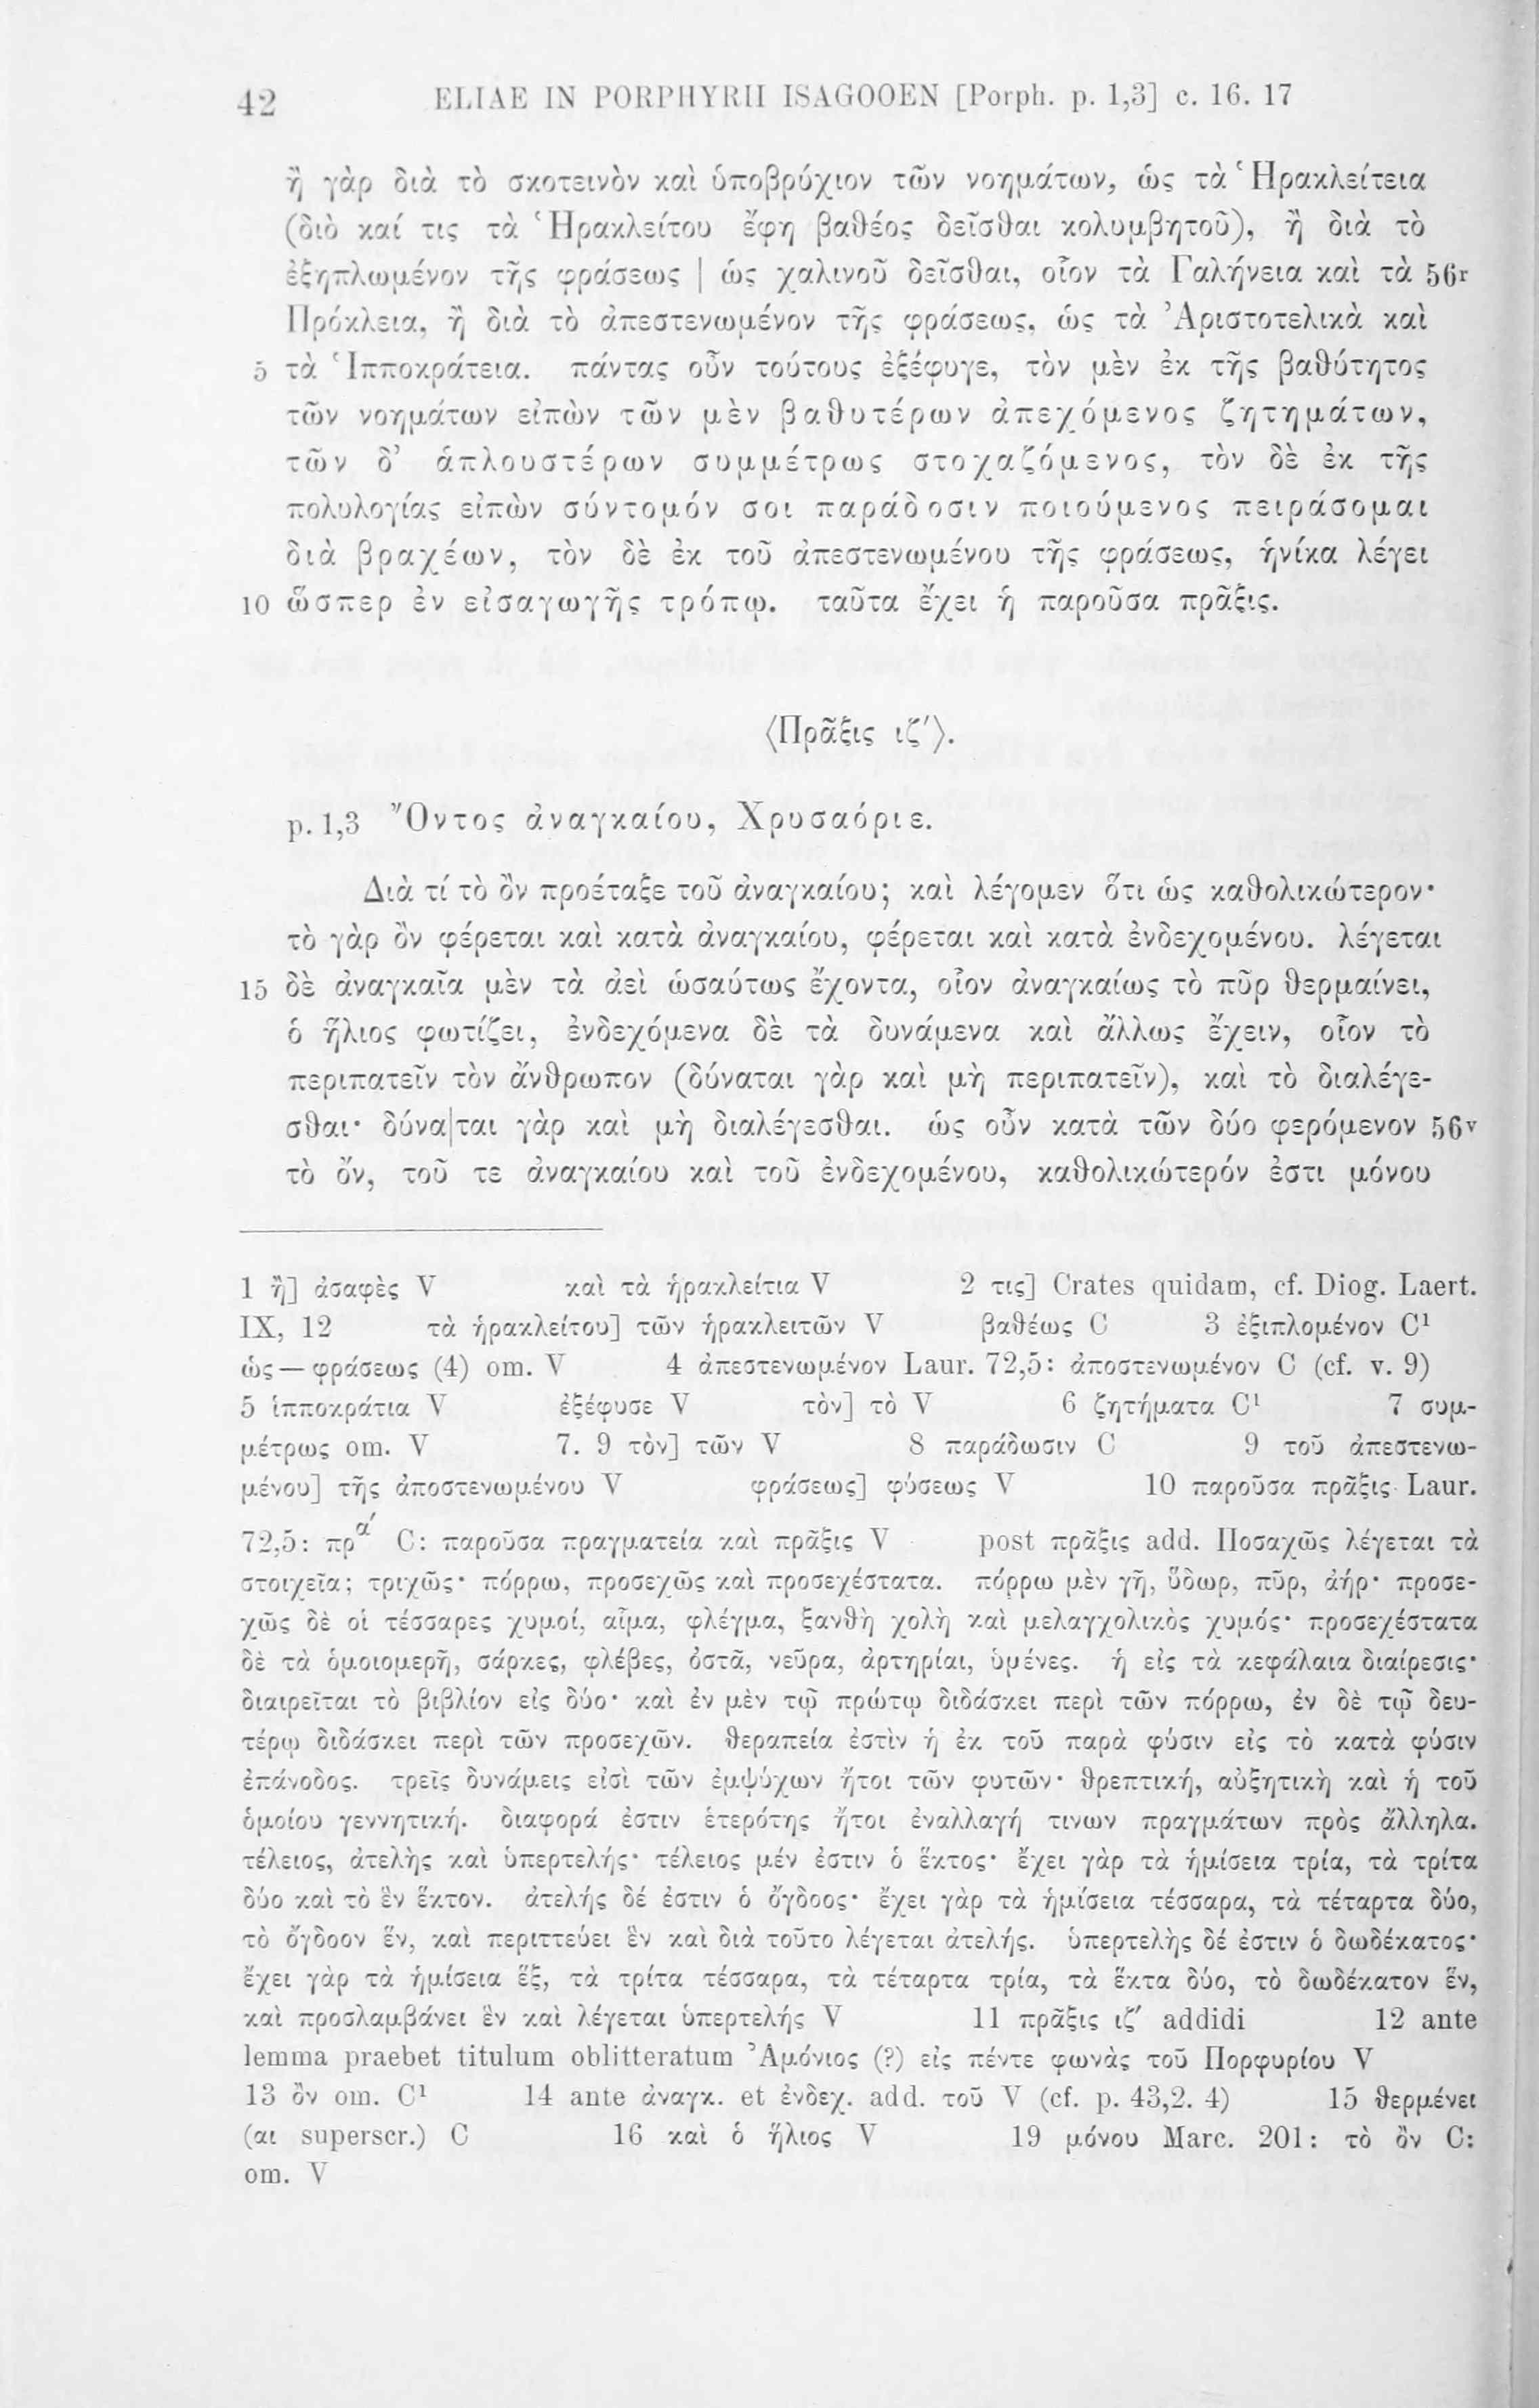 42 ELIAE IN PORPHYRII ISAGOOEN [Porph. p. 1,3] c. 16. 17
ἢ γὰρ διὰ τὸ σκοτεινὸν καὶ ὑποβρύχιον τῶν νοημάτων, ὡς τὰ Ἡρακλείτεια
(διὸ καί τις τὰ Ἡρακλείτου ἔφη βαθέος δεῖσθαι κολυμβητοῦ), ἢ διὰ τὸ
ἐξηπλωμένον τῆς φράσεως | ὡς χαλινοῦ δεῖσθαι, οἷον τὰ Γαλήνεια καὶ τὰ 56r
Πρόκλεια, ἢ διὰ τὸ ἀπεστενωμένον τῆς φράσεως, ὡς τὰ Ἀριστοτελικὰ καὶ
5 τὰ Ἱπποκράτεια. πάντας οὖν τούτους ἐξέφυγε, τὸν μὲν ἐκ τῆς βαθύτητος
τῶν νοημάτων εἰπὼν τῶν μὲν βαθυτέρων ἀπεχόμενος ζητημάτων,
τῶν δ’ ἁπλουστέρων συμμέτρως στοχαζόμενος, τὸν δὲ ἐκ τῆς
πολυλογίας εἰπὼν σύντομόν σοι παράδοσιν ποιούμενος πειράσομαι
διὰ βραχέων, τὸν δὲ ἐκ τοῦ ἀπεστενωμένου τῆς φράσεως, ἡνίκα λέγει
10 ὥσπερ ἐν εἰσαγωγῆς τρόπῳ. ταῦτα ἔχει ἡ παροῦσα πρᾶξις.
⟨Πρᾶξις ιζʹ⟩.
p. 1,3 Ὄντος ἀναγκαίου, Χρυσαόριε.
Διὰ τί τὸ ὂν προέταξε τοῦ ἀναγκαίου; καὶ λέγομεν ὅτι ὡς καθολικώτερον·
τὸ γὰρ ὂν φέρεται καὶ κατὰ ἀναγκαίου, φέρεται καὶ κατὰ ἐνδεχομένου. λέγεται
15 δὲ ἀναγκαῖα μὲν τὰ ἀεὶ ὡσαύτως ἔχοντα, οἷον ἀναγκαίως τὸ πῦρ θερμαίνει,
ὁ ἥλιος φωτίζει, ἐνδεχόμενα δὲ τὰ δυνάμενα καὶ ἄλλως ἔχειν, οἷον τὸ
περιπατεῖν τὸν ἄνθρωπον (δύναται γὰρ καὶ μὴ περιπατεῖν), καὶ τὸ διαλέγε-
σθαι· δύνα|ται γὰρ καὶ μὴ διαλέγεσθαι. ὡς οὖν κατὰ τῶν δύο φερόμενον 56v
τὸ ὄν, τοῦ τε ἀναγκαίου καὶ τοῦ ἐνδεχομένου, καθολικώτερόν ἐστι μόνου
1 ἢ] ἀσαφὲς V καὶ τὰ ἡρακλείτια V 2 τις] Crates quidam, cf. Diog. Laert.
IX, 12 τὰ ἡρακλείτου] τῶν ἡρακλειτῶν V βαθέως C 3 ἐξιπλομένον C¹
ὡς — φράσεως (4) om. V 4 ἀπεστενωμένον Laur. 72,5: ἀποστενωμένον C (cf. v. 9)
5 ἱπποκράτια V ἐξέφυσε V τὸν] τὸ V 6 ζητήματα C¹ 7 συμ-
μέτρως om. V 7. 9 τὸν] τῶν V 8 παράδωσιν C 9 τοῦ ἀπεστενω-
μένου] τῆς ἀποστενωμένου V φράσεως] φύσεως V 10 παροῦσα πρᾶξις Laur.
72,5: πρα′ C: παροῦσα πραγματεία καὶ πρᾶξις V post πρᾶξις add. Ποσαχῶς λέγεται τὰ
στοιχεῖα; τριχῶς· πόρρω, προσεχῶς καὶ προσεχέστατα. πόρρω μὲν γῆ, ὕδωρ, πῦρ, ἀήρ· προσε-
χῶς δὲ οἱ τέσσαρες χυμοί, αἷμα, φλέγμα, ξανθὴ χολὴ καὶ μελαγχολικὸς χυμός· προσεχέστατα
δὲ τὰ ὁμοιομερῆ, σάρκες, φλέβες, ὀστᾶ, νεῦρα, ἀρτηρίαι, ὑμένες. ἡ εἰς τὰ κεφάλαια διαίρεσις·
διαιρεῖται τὸ βιβλίον εἰς δύο· καὶ ἐν μὲν τῷ πρώτῳ διδάσκει περὶ τῶν πόρρω, ἐν δὲ τῷ δευ-
τέρῳ διδάσκει περὶ τῶν προσεχῶν. θεραπεία ἐστὶν ἡ ἐκ τοῦ παρὰ φύσιν εἰς τὸ κατὰ φύσιν
ἐπάνοδος. τρεῖς δυνάμεις εἰσὶ τῶν ἐμψύχων ἤτοι τῶν φυτῶν· θρεπτική, αὐξητικὴ καὶ ἡ τοῦ
ὁμοίου γεννητική. διαφορά ἐστιν ἑτερότης ἤτοι ἐναλλαγή τινων πραγμάτων πρὸς ἄλληλα.
τέλειος, ἀτελὴς καὶ ὑπερτελής· τέλειος μέν ἐστιν ὁ ἕκτος· ἔχει γὰρ τὰ ἡμίσεια τρία, τὰ τρίτα
δύο καὶ τὸ ἓν ἕκτον. ἀτελής δέ ἐστιν ὁ ὄγδοος· ἔχει γὰρ τὰ ἡμίσεια τέσσαρα, τὰ τέταρτα δύο,
τὸ ὄγδοον ἕν, καὶ περιττεύει ἓν καὶ διὰ τοῦτο λέγεται ἀτελής. ὑπερτελὴς δέ ἐστιν ὁ δωδέκατος·
ἔχει γὰρ τὰ ἡμίσεια ἕξ, τὰ τρίτα τέσσαρα, τὰ τέταρτα τρία, τὰ ἕκτα δύο, τὸ δωδέκατον ἕν,
καὶ προσλαμβάνει ἓν καὶ λέγεται ὑπερτελής V 11 πρᾶξις ιζʹ addidi 12 ante
lemma praebet titulum oblitteratum Ἀμόνιος (?) εἰς πέντε φωνὰς τοῦ Πορφυρίου V
13 ὂν om. C¹ 14 ante ἀναγκ. et ἐνδεχ. add. τοῦ V (cf. p. 43,2. 4) 15 θερμένει
(αι superscr.) C 16 καὶ ὁ ἥλιος V 19 μόνου Marc. 201: τὸ ὂν C:
om. V